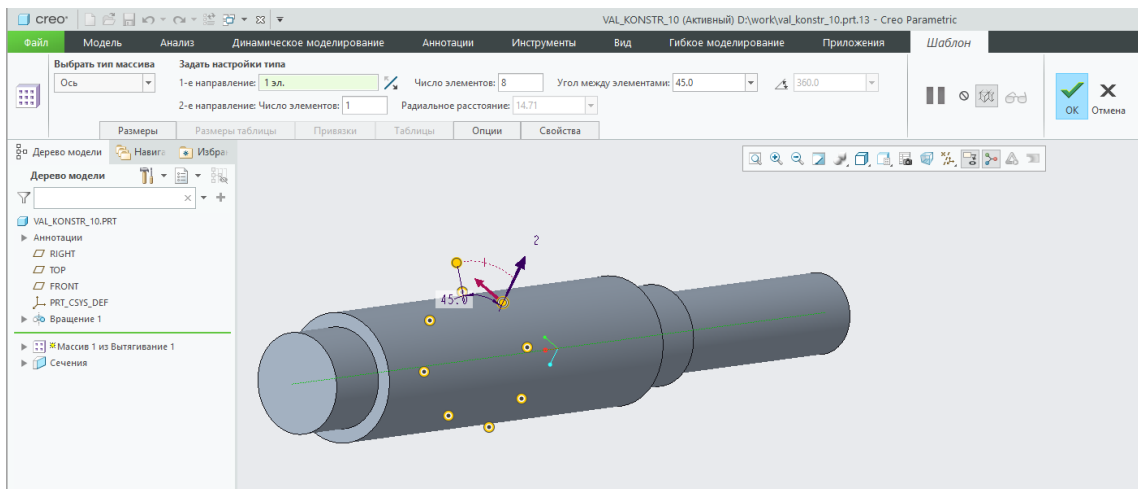 creo° VAL_KONSTR_10 (Активный) D:\work\val_konstr_10.prt.13 - Creo Parametric
Файл Модель Анализ Динамическое моделирование Аннотации Инструменты Вид Гибкое моделирование Приложения Шаблон
Выбрать тип массива Задать настройки типа
Ось 1-е направление: 1 эл. Число элементов: 8 Угол между элементами: 45.0 360.0
2-е направление: Число элементов: 1 Радиальное расстояние: 14.71
OK Отмена
Размеры Размеры таблицы Привязки Таблицы Опции Свойства
Дерево модели Навига Избра
Дерево модели
VAL_KONSTR_10.PRT
Аннотации
RIGHT
TOP
FRONT
PRT_CSYS_DEF
Вращение 1
Массив 1 из Вытягивание 1
Сечения
2
45.0